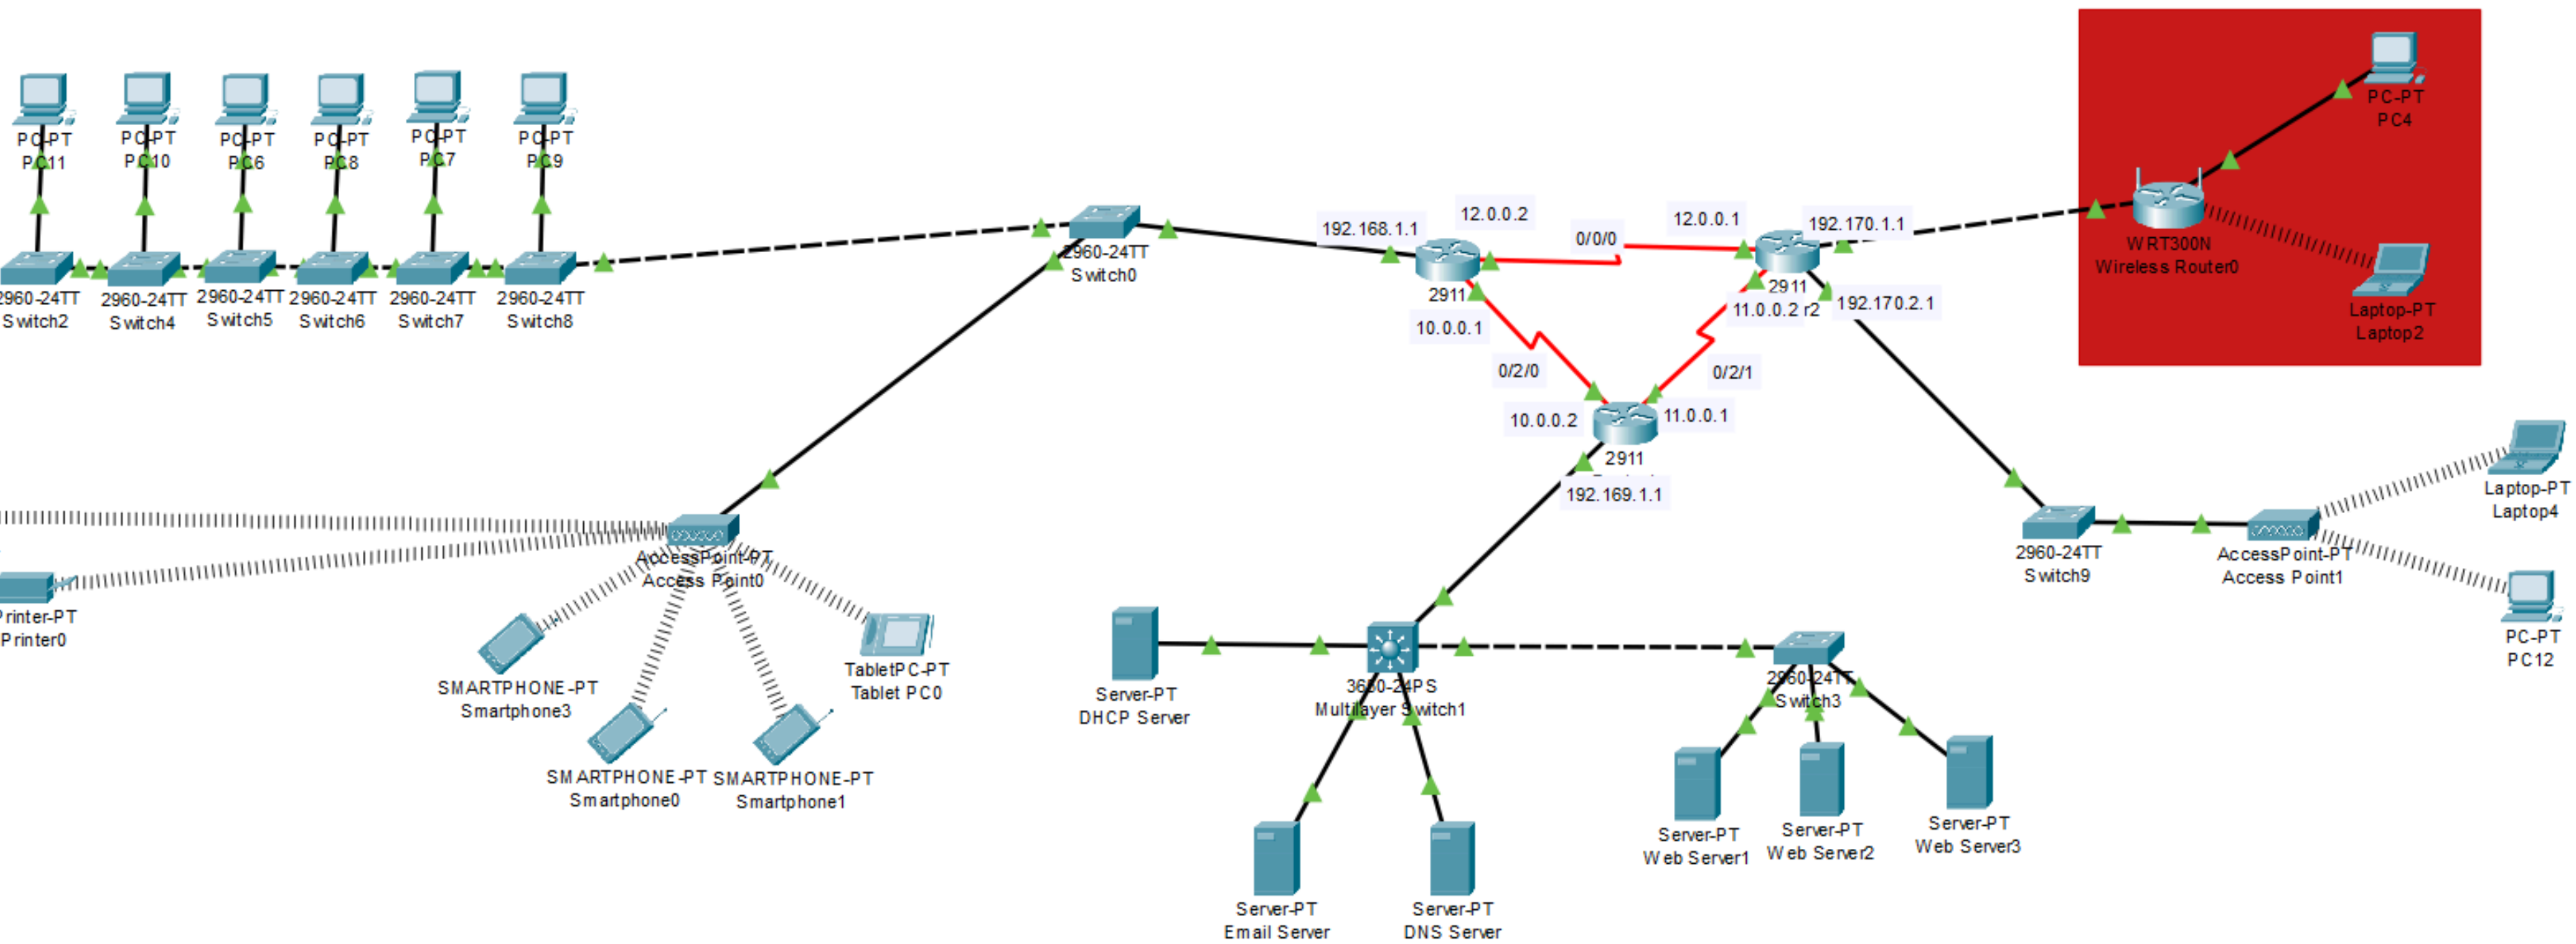 PC-PT
PC11
PC-PT
PC10
PC-PT
PC6
PC-PT
PC8
PC-PT
PC7
PC-PT
PC9
2960-24TT
Switch2
2960-24TT
Switch4
2960-24TT
Switch5
2960-24TT
Switch6
2960-24TT
Switch7
2960-24TT
Switch8
2960-24TT
Switch0
192.168.1.1
12.0.0.2
0/0/0
12.0.0.1
192.170.1.1
2911
10.0.0.1
2911
11.0.0.2 r2
192.170.2.1
0/2/0
0/2/1
10.0.0.2
11.0.0.1
2911
192.169.1.1
PC-PT
PC4
WRT300N
Wireless Router0
Laptop-PT
Laptop2
Laptop-PT
Laptop4
2960-24TT
Switch9
AccessPoint-PT
Access Point1
PC-PT
PC12
AccessPoint-PT
Access Point0
Printer-PT
Printer0
SMARTPHONE-PT
Smartphone3
SMARTPHONE-PT
Smartphone0
SMARTPHONE-PT
Smartphone1
TabletPC-PT
Tablet PC0
Server-PT
DHCP Server
3650-24PS
Multilayer Switch1
2960-24TT
Switch3
Server-PT
Web Server1
Server-PT
Web Server2
Server-PT
Web Server3
Server-PT
Email Server
Server-PT
DNS Server